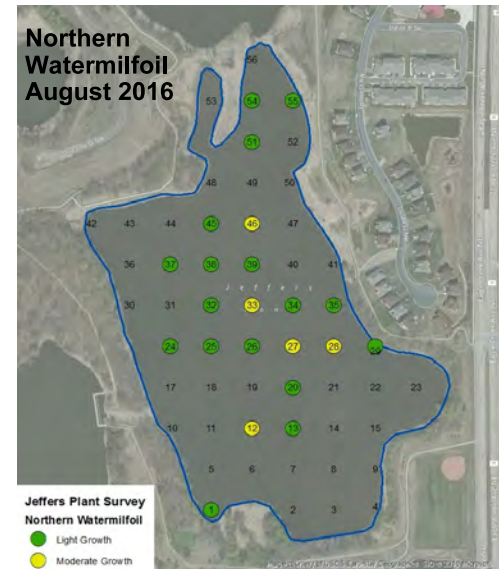 Northern
Watermilfoil
August 2016
56
53 54 55
51 52
48 49 50
42 43 44 45 46 47
36 37 38 39 40 41
Jeffers
30 31 32 33 34 35
24 25 26 27 28 29
17 18 19 20 21 22 23
10 11 12 13 14 15
5 6 7 8 9
1 2 3 4
Jeffers Plant Survey
Northern Watermilfoil
Light Growth
Moderate Growth